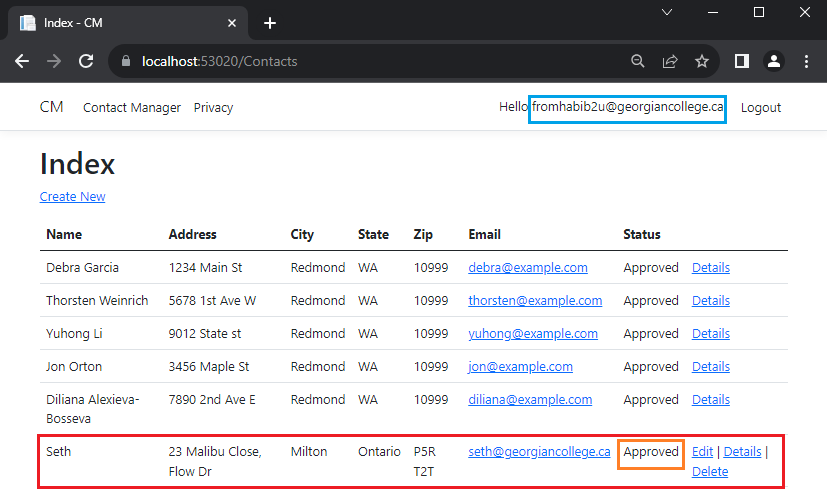 Index - CM
localhost:53020/Contacts
CM Contact Manager Privacy Hello fromhabib2u@georgiancollege.ca Logout
Index
Create New
Name Address City State Zip Email Status
Debra Garcia 1234 Main St Redmond WA 10999 debra@example.com Approved Details
Thorsten Weinrich 5678 1st Ave W Redmond WA 10999 thorsten@example.com Approved Details
Yuhong Li 9012 State st Redmond WA 10999 yuhong@example.com Approved Details
Jon Orton 3456 Maple St Redmond WA 10999 jon@example.com Approved Details
Diliana Alexieva- 7890 2nd Ave E Redmond WA 10999 diliana@example.com Approved Details
Bosseva
Seth 23 Malibu Close, Milton Ontario P5R seth@georgiancollege.ca Approved Edit | Details |
Flow Dr T2T Delete